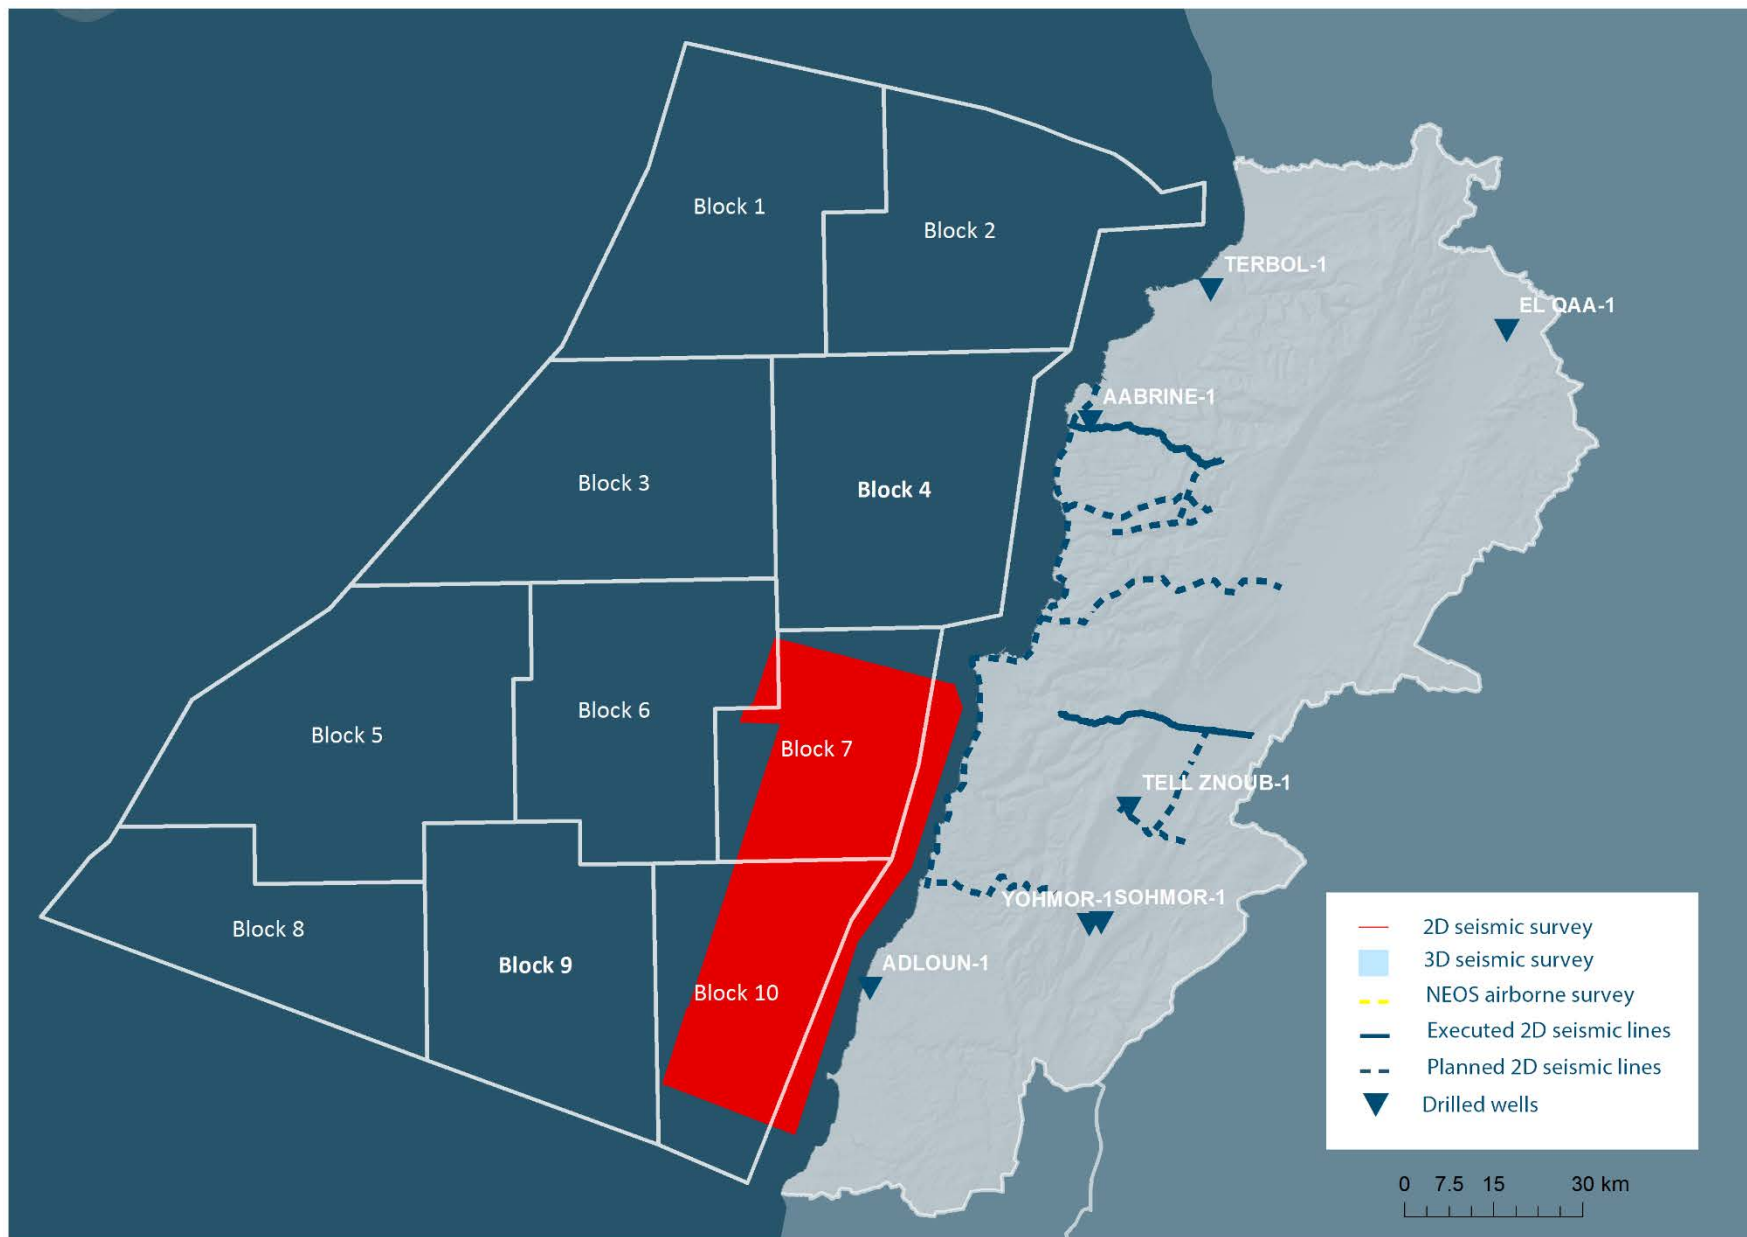 Block 1
Block 2
TERBOL-1
EL QAA-1
AABRINE-1
Block 3
Block 4
Block 6
Block 5
Block 7
TELL ZNOUB-1
YOHMOR-1 SOHMOR-1
Block 8
Block 9
ADLOUN-1
Block 10
2D seismic survey
3D seismic survey
NEOS airborne survey
Executed 2D seismic lines
Planned 2D seismic lines
Drilled wells
0 7.5 15 30 km